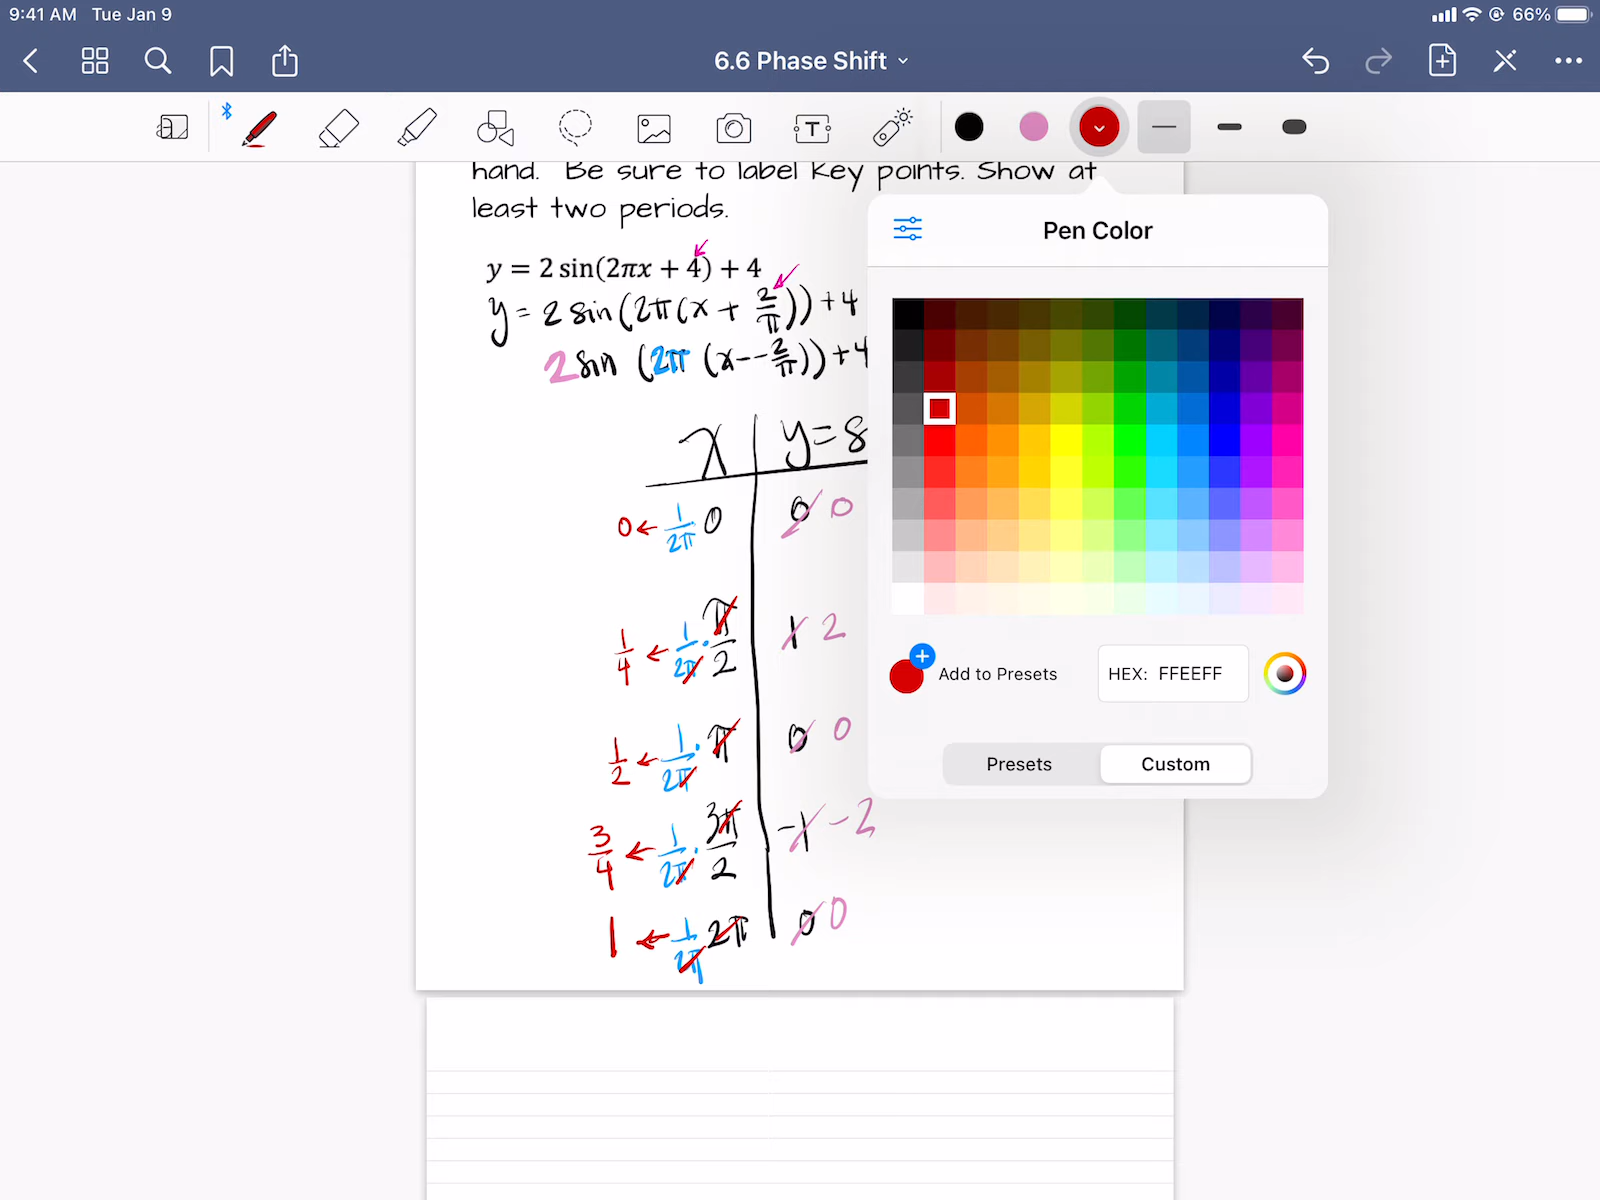 9:41 AM Tue Jan 9
66%
6.6 Phase Shift
T
hand. Be sure to label key points. Show at
least two periods.
y = 2 sin(2πx + 4) + 4
y = 2 sin(2π(x + 2/π)) + 4
2 sin (2π (x - - 2/π)) + 4
x y = s
0 ← 1/2π 0 0 0
1/4 ← 1/2π · π/2 1 2
1/2 ← 1/2π · π 0 0
3/4 ← 1/2π · 3π/2 -1 -2
1 ← 1/2π 2π 0 0
Pen Color
Add to Presets
HEX: FFEEFF
Presets Custom